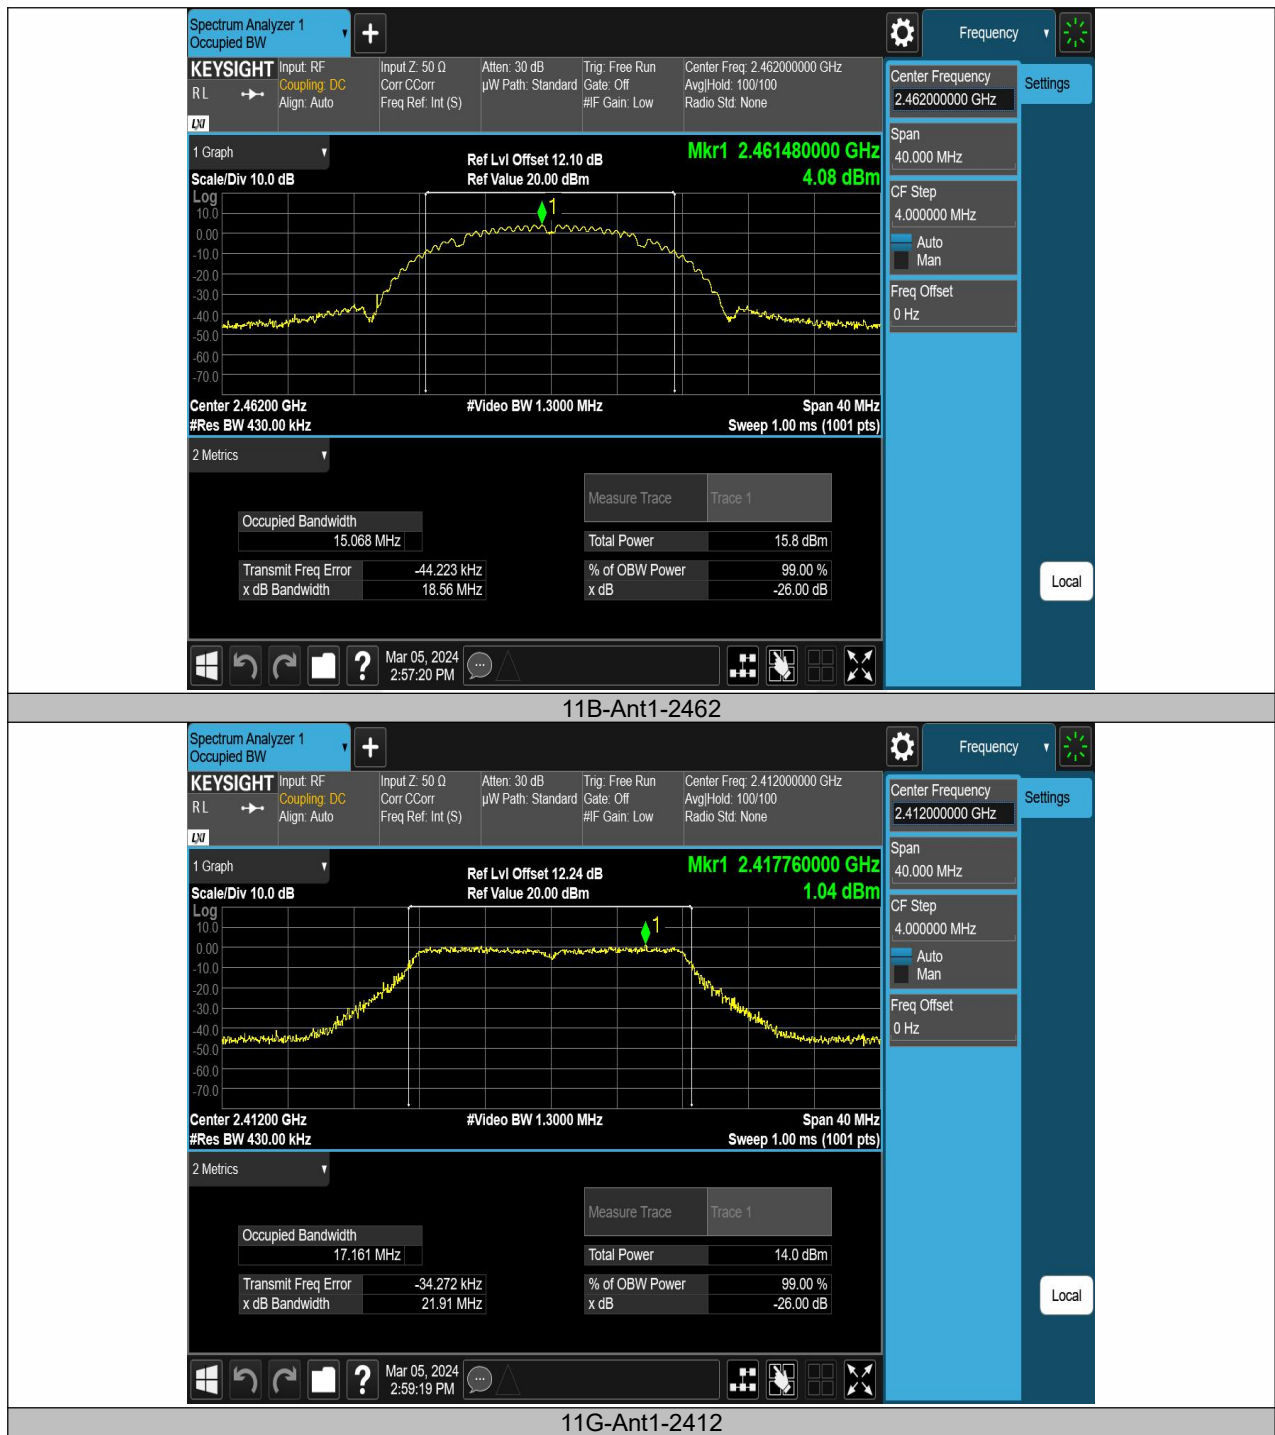 Spectrum Analyzer 1
Occupied BW
+
Frequency
KEYSIGHT
R L
LXI
Input: RF
Coupling: DC
Align: Auto
Input Z: 50 Ω
Corr CCorr
Freq Ref: Int (S)
Atten: 30 dB
µW Path: Standard
Trig: Free Run
Gate: Off
#IF Gain: Low
Center Freq: 2.462000000 GHz
Avg|Hold: 100/100
Radio Std: None
Center Frequency
2.462000000 GHz
Settings
Span
40.000 MHz
CF Step
4.000000 MHz
Auto
Man
Freq Offset
0 Hz
Local
1 Graph
Scale/Div 10.0 dB
Ref Lvl Offset 12.10 dB
Ref Value 20.00 dBm
Mkr1 2.461480000 GHz
4.08 dBm
Log
10.0
0.00
-10.0
-20.0
-30.0
-40.0
-50.0
-60.0
-70.0
1
Center 2.46200 GHz
#Res BW 430.00 kHz
#Video BW 1.3000 MHz
Span 40 MHz
Sweep 1.00 ms (1001 pts)
2 Metrics
Measure Trace Trace 1
Occupied Bandwidth
15.068 MHz
Total Power 15.8 dBm
Transmit Freq Error -44.223 kHz
% of OBW Power 99.00 %
x dB Bandwidth 18.56 MHz
x dB -26.00 dB
?
Mar 05, 2024
2:57:20 PM
11B-Ant1-2462
Spectrum Analyzer 1
Occupied BW
+
Frequency
KEYSIGHT
R L
LXI
Input: RF
Coupling: DC
Align: Auto
Input Z: 50 Ω
Corr CCorr
Freq Ref: Int (S)
Atten: 30 dB
µW Path: Standard
Trig: Free Run
Gate: Off
#IF Gain: Low
Center Freq: 2.412000000 GHz
Avg|Hold: 100/100
Radio Std: None
Center Frequency
2.412000000 GHz
Settings
Span
40.000 MHz
CF Step
4.000000 MHz
Auto
Man
Freq Offset
0 Hz
Local
1 Graph
Scale/Div 10.0 dB
Ref Lvl Offset 12.24 dB
Ref Value 20.00 dBm
Mkr1 2.417760000 GHz
1.04 dBm
Log
10.0
0.00
-10.0
-20.0
-30.0
-40.0
-50.0
-60.0
-70.0
1
Center 2.41200 GHz
#Res BW 430.00 kHz
#Video BW 1.3000 MHz
Span 40 MHz
Sweep 1.00 ms (1001 pts)
2 Metrics
Measure Trace Trace 1
Occupied Bandwidth
17.161 MHz
Total Power 14.0 dBm
Transmit Freq Error -34.272 kHz
% of OBW Power 99.00 %
x dB Bandwidth 21.91 MHz
x dB -26.00 dB
?
Mar 05, 2024
2:59:19 PM
11G-Ant1-2412